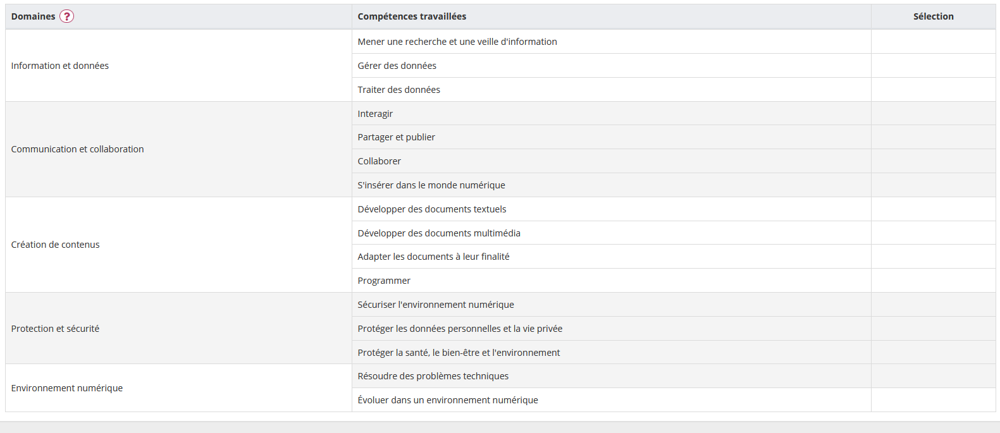 Domaines ? Compétences travaillées Sélection
Information et données
Mener une recherche et une veille d'information
Gérer des données
Traiter des données
Communication et collaboration
Interagir
Partager et publier
Collaborer
S'insérer dans le monde numérique
Création de contenus
Développer des documents textuels
Développer des documents multimédia
Adapter les documents à leur finalité
Programmer
Protection et sécurité
Sécuriser l'environnement numérique
Protéger les données personnelles et la vie privée
Protéger la santé, le bien-être et l'environnement
Environnement numérique
Résoudre des problèmes techniques
Évoluer dans un environnement numérique